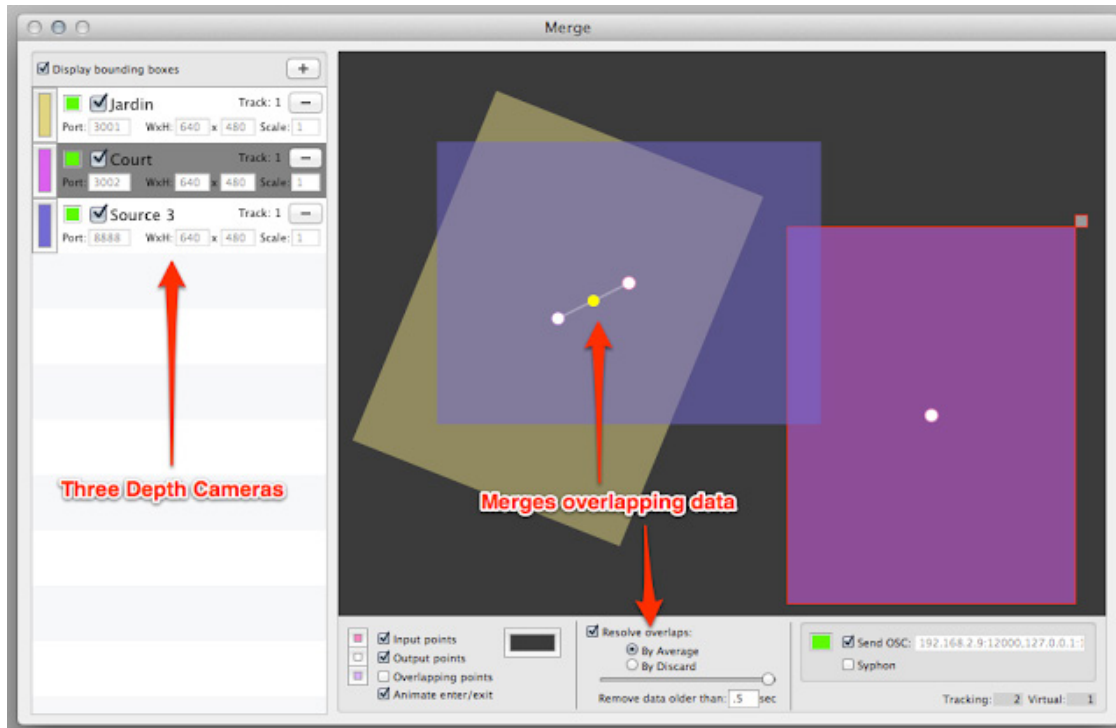 Merge
Display bounding boxes +
Jardin Track: 1 −
Port: 3001 WxH: 640 x 480 Scale: 1
Court Track: 1 −
Port: 3002 WxH: 640 x 480 Scale: 1
Source 3 Track: 1 −
Port: 8888 WxH: 640 x 480 Scale: 1
Three Depth Cameras
Merges overlapping data
Input points
Output points
Overlapping points
Animate enter/exit
Resolve overlaps:
By Average
By Discard
Remove data older than: .5 sec
Send OSC: 192.168.2.9:12000,127.0.0.1:
Syphon
Tracking: 2 Virtual: 1